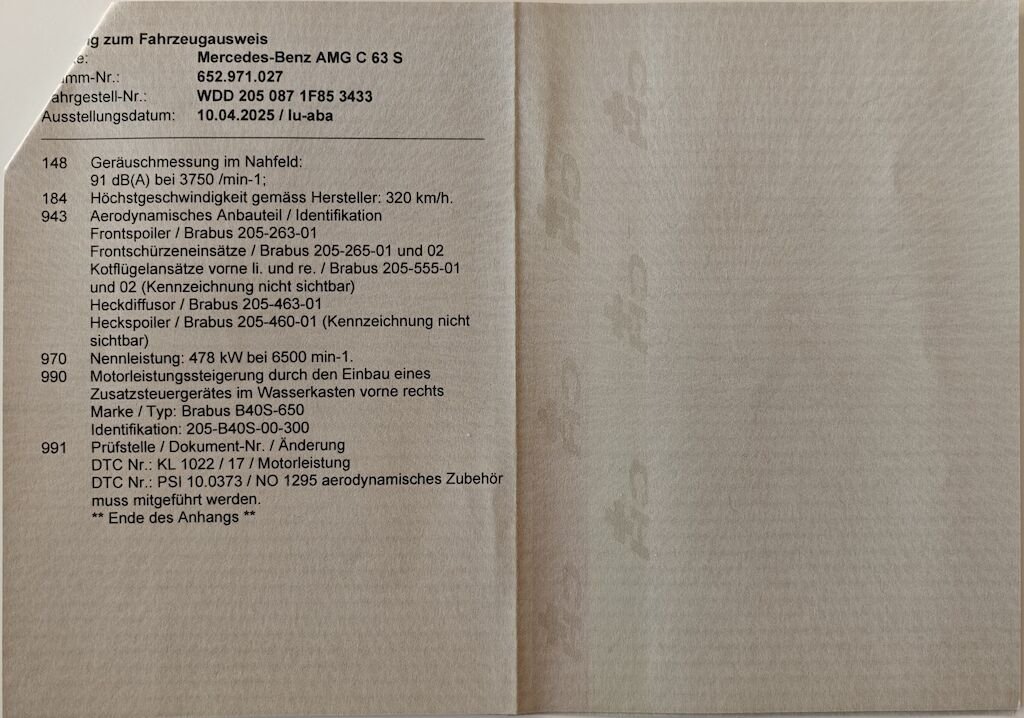 zum Fahrzeugausweis
Mercedes-Benz AMG C 63 S
652.971.027
WDD 205 087 1F85 3433
Ausstellungsdatum: 10.04.2025 / lu-aba
148 Geräuschmessung im Nahfeld:
91 dB(A) bei 3750 /min-1;
184 Höchstgeschwindigkeit gemäss Hersteller: 320 km/h.
943 Aerodynamisches Anbauteil / Identifikation
Frontspoiler / Brabus 205-263-01
Frontschürzeneinsätze / Brabus 205-265-01 und 02
Kotflügelansätze vorne li. und re. / Brabus 205-555-01
und 02 (Kennzeichnung nicht sichtbar)
Heckdiffusor / Brabus 205-463-01
Heckspoiler / Brabus 205-460-01 (Kennzeichnung nicht
sichtbar)
970 Nennleistung: 478 kW bei 6500 min-1.
990 Motorleistungssteigerung durch den Einbau eines
Zusatzsteuergerätes im Wasserkasten vorne rechts
Marke / Typ: Brabus B40S-650
Identifikation: 205-B40S-00-300
991 Prüfstelle / Dokument-Nr. / Änderung
DTC Nr.: KL 1022 / 17 / Motorleistung
DTC Nr.: PSI 10.0373 / NO 1295 aerodynamisches Zubehör
muss mitgeführt werden.
** Ende des Anhangs **